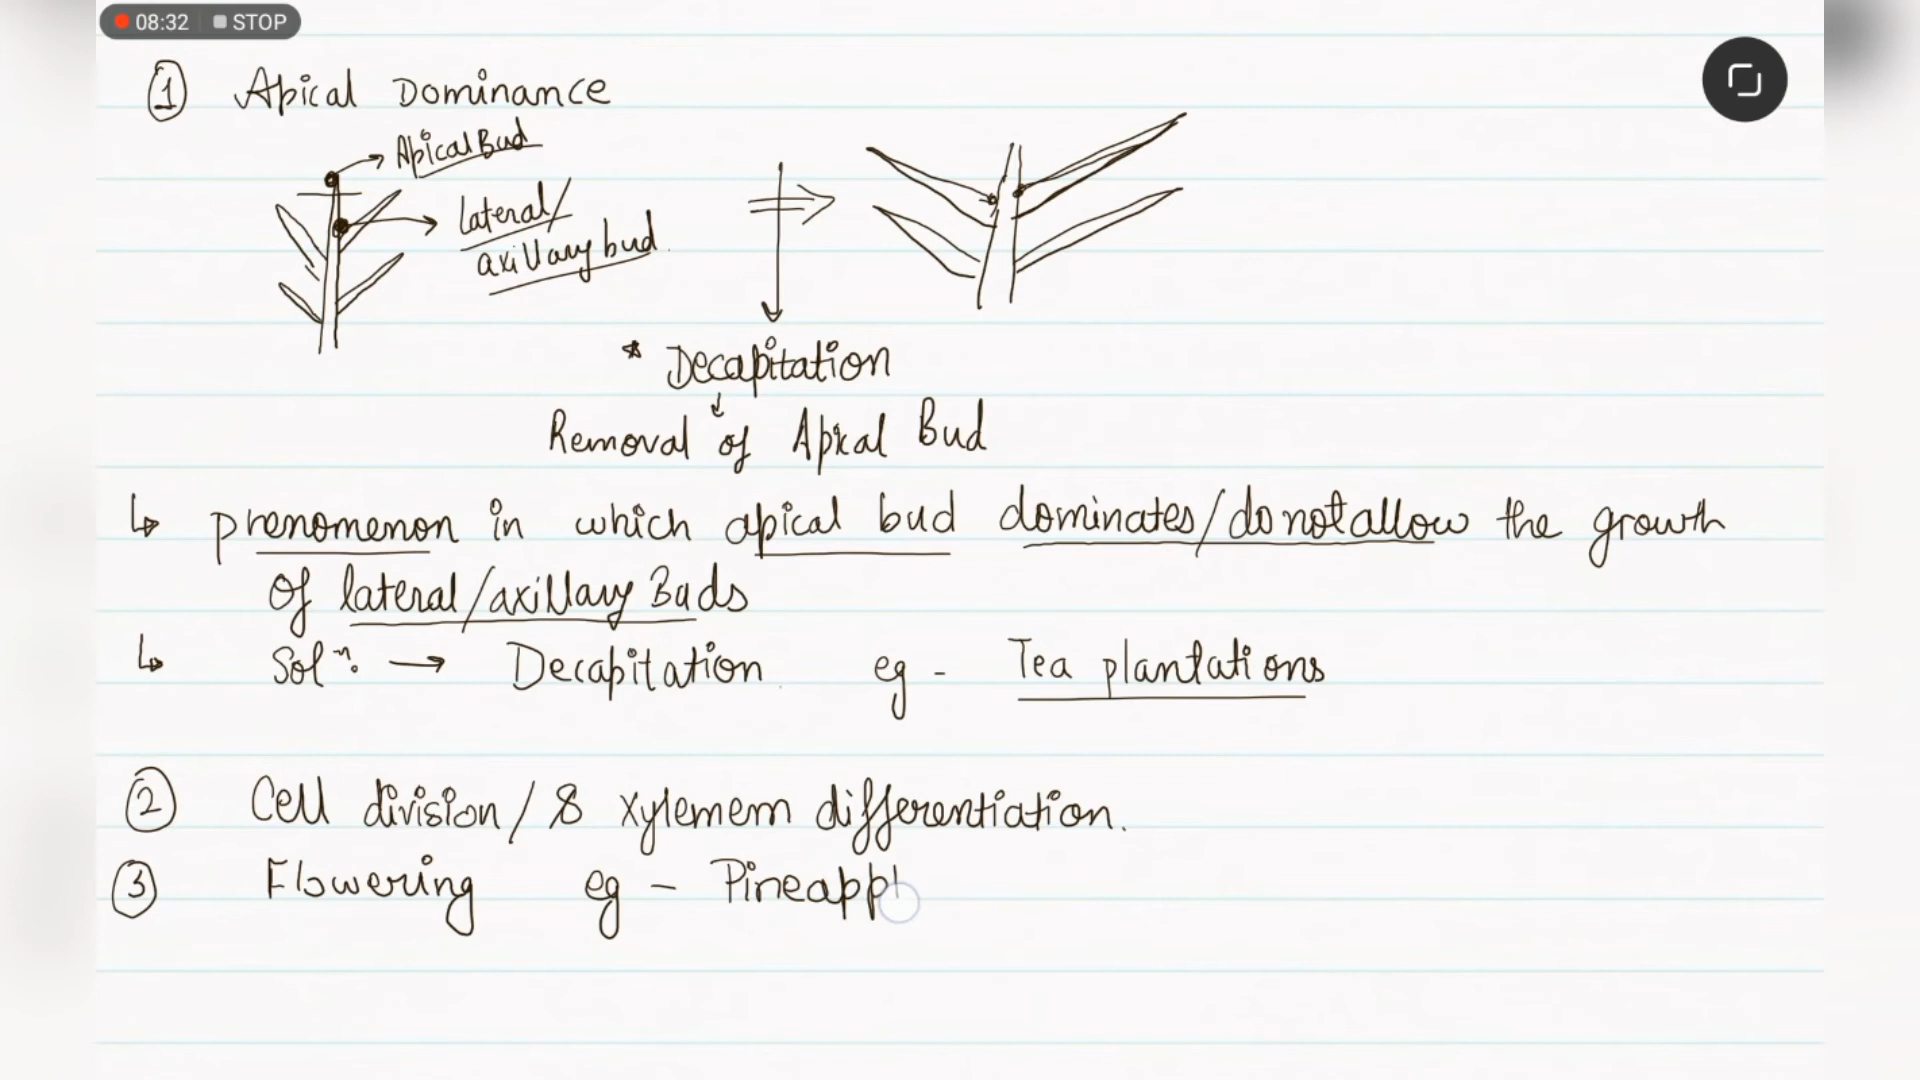 08:32 STOP
① Apical Dominance
Apical Bud
Lateral/
axillary bud
* Decapitation
Removal of Apical Bud
↳ phenomenon in which apical bud dominates/do not allow the growth
of lateral/axillary Buds
↳ Solⁿ. → Decapitation eg - Tea plantations
② Cell division / & xylemem differentiation.
③ Flowering eg - Pineappl